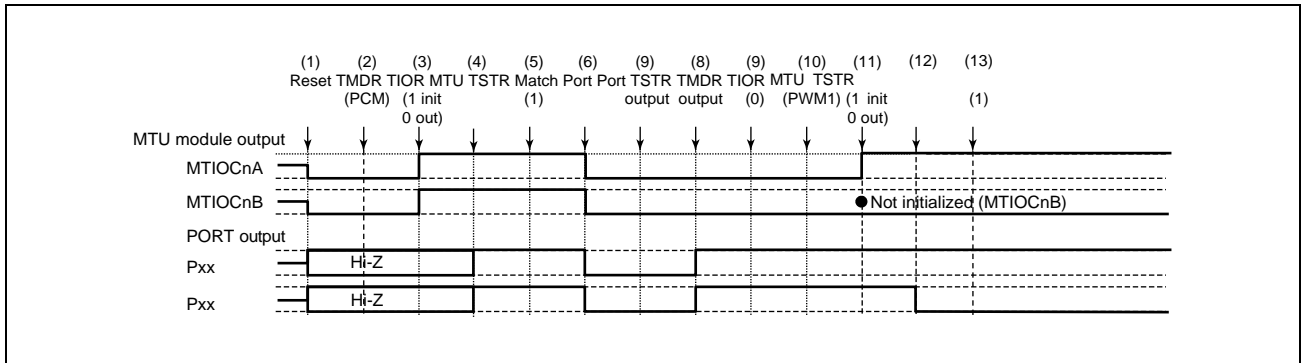 (1) (2) (3) (4) (5) (6) (9) (8) (9) (10) (11) (12) (13)
Reset TMDR TIOR MTU TSTR Match Port Port TSTR TMDR TIOR MTU TSTR
(PCM) (1 init (1) output output (0) (PWM1) (1 init (1)
0 out) 0 out)
MTU module output
MTIOCnA
MTIOCnB
Not initialized (MTIOCnB)
PORT output
Pxx Hi-Z
Pxx Hi-Z